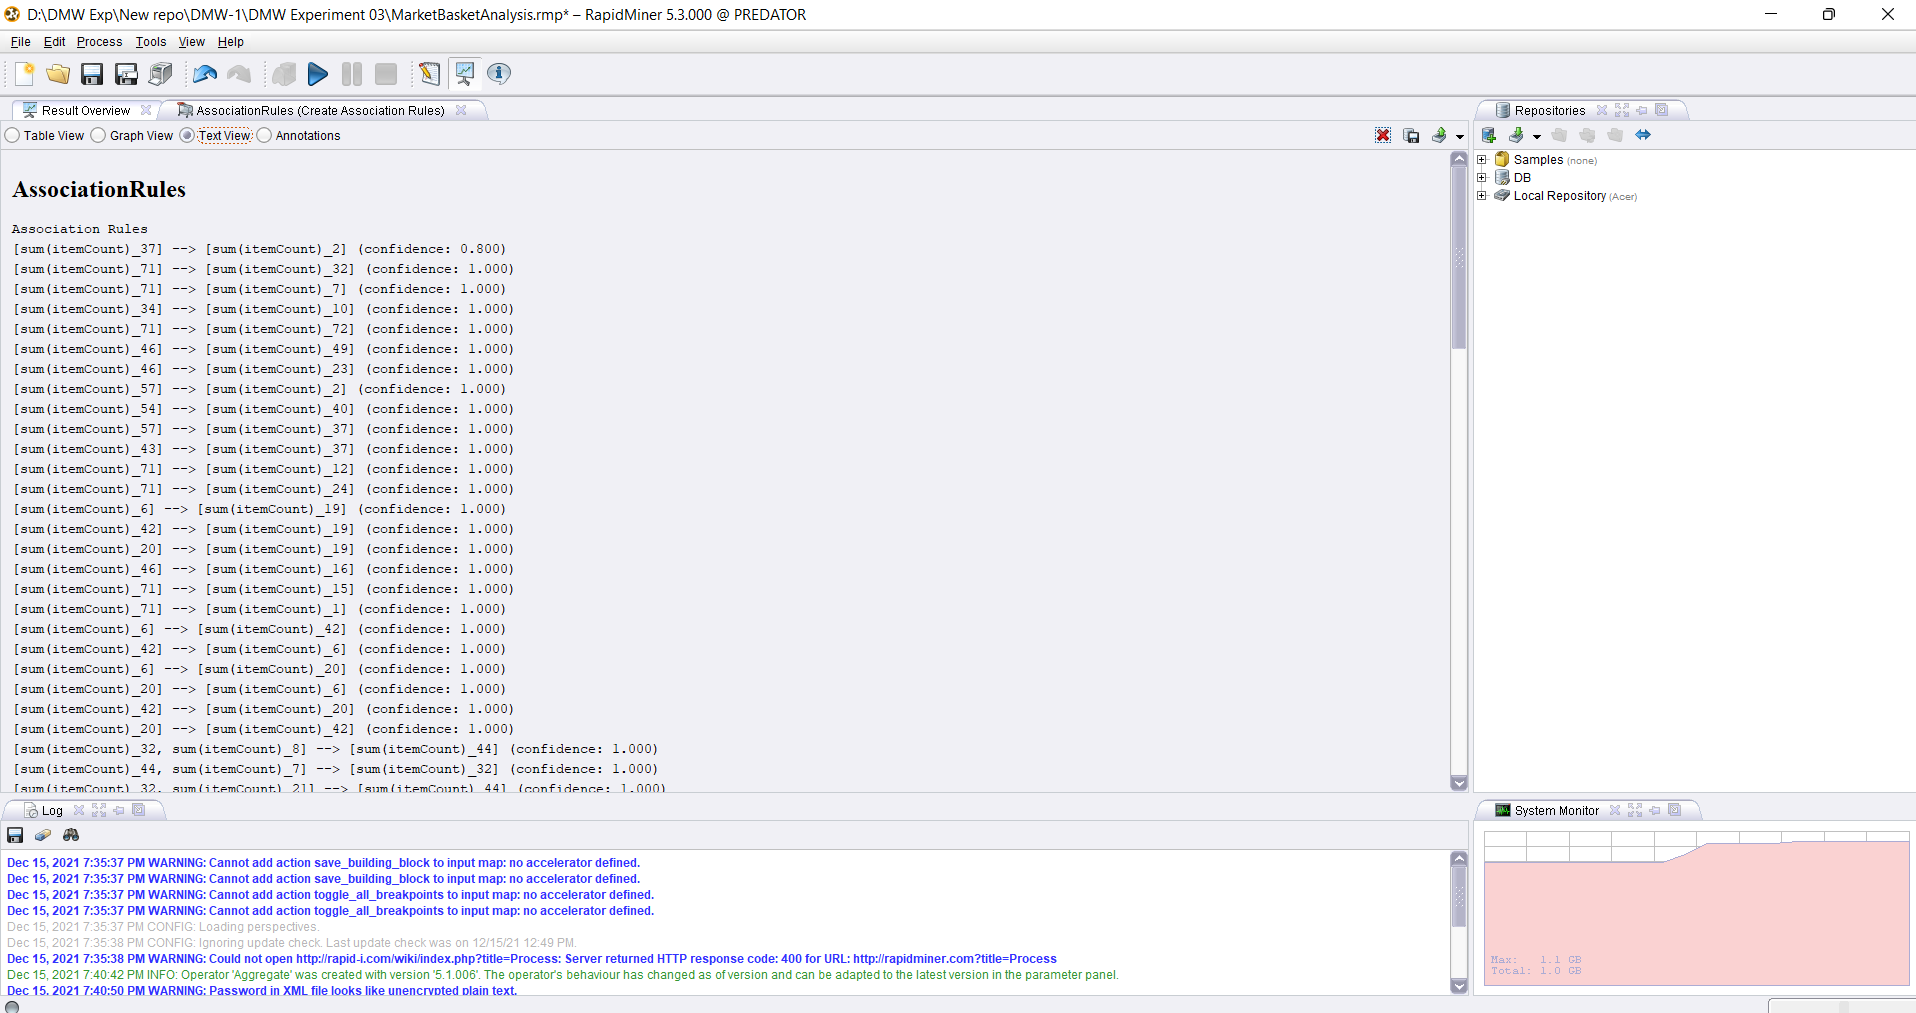 D:\DMW Exp\New repo\DMW-1\DMW Experiment 03\MarketBasketAnalysis.rmp* – RapidMiner 5.3.000 @ PREDATOR
File Edit Process Tools View Help
Result Overview AssociationRules (Create Association Rules)
Table View Graph View Text View Annotations
AssociationRules
Association Rules
[sum(itemCount)_37] --> [sum(itemCount)_2] (confidence: 0.800)
[sum(itemCount)_71] --> [sum(itemCount)_32] (confidence: 1.000)
[sum(itemCount)_71] --> [sum(itemCount)_7] (confidence: 1.000)
[sum(itemCount)_34] --> [sum(itemCount)_10] (confidence: 1.000)
[sum(itemCount)_71] --> [sum(itemCount)_72] (confidence: 1.000)
[sum(itemCount)_46] --> [sum(itemCount)_49] (confidence: 1.000)
[sum(itemCount)_46] --> [sum(itemCount)_23] (confidence: 1.000)
[sum(itemCount)_57] --> [sum(itemCount)_2] (confidence: 1.000)
[sum(itemCount)_54] --> [sum(itemCount)_40] (confidence: 1.000)
[sum(itemCount)_57] --> [sum(itemCount)_37] (confidence: 1.000)
[sum(itemCount)_43] --> [sum(itemCount)_37] (confidence: 1.000)
[sum(itemCount)_71] --> [sum(itemCount)_12] (confidence: 1.000)
[sum(itemCount)_71] --> [sum(itemCount)_24] (confidence: 1.000)
[sum(itemCount)_6] --> [sum(itemCount)_19] (confidence: 1.000)
[sum(itemCount)_42] --> [sum(itemCount)_19] (confidence: 1.000)
[sum(itemCount)_20] --> [sum(itemCount)_19] (confidence: 1.000)
[sum(itemCount)_46] --> [sum(itemCount)_16] (confidence: 1.000)
[sum(itemCount)_71] --> [sum(itemCount)_15] (confidence: 1.000)
[sum(itemCount)_71] --> [sum(itemCount)_1] (confidence: 1.000)
[sum(itemCount)_6] --> [sum(itemCount)_42] (confidence: 1.000)
[sum(itemCount)_42] --> [sum(itemCount)_6] (confidence: 1.000)
[sum(itemCount)_6] --> [sum(itemCount)_20] (confidence: 1.000)
[sum(itemCount)_20] --> [sum(itemCount)_6] (confidence: 1.000)
[sum(itemCount)_42] --> [sum(itemCount)_20] (confidence: 1.000)
[sum(itemCount)_20] --> [sum(itemCount)_42] (confidence: 1.000)
[sum(itemCount)_32, sum(itemCount)_8] --> [sum(itemCount)_44] (confidence: 1.000)
[sum(itemCount)_44, sum(itemCount)_7] --> [sum(itemCount)_32] (confidence: 1.000)
[sum(itemCount)_32, sum(itemCount)_21] --> [sum(itemCount)_44] (confidence: 1.000)
Repositories
Samples (none)
DB
Local Repository (Acer)
Log
Dec 15, 2021 7:35:37 PM WARNING: Cannot add action save_building_block to input map: no accelerator defined.
Dec 15, 2021 7:35:37 PM WARNING: Cannot add action save_building_block to input map: no accelerator defined.
Dec 15, 2021 7:35:37 PM WARNING: Cannot add action toggle_all_breakpoints to input map: no accelerator defined.
Dec 15, 2021 7:35:37 PM WARNING: Cannot add action toggle_all_breakpoints to input map: no accelerator defined.
Dec 15, 2021 7:35:37 PM CONFIG: Loading perspectives.
Dec 15, 2021 7:35:38 PM CONFIG: Ignoring update check. Last update check was on 12/15/21 12:49 PM.
Dec 15, 2021 7:35:38 PM WARNING: Could not open http://rapid-i.com/wiki/index.php?title=Process: Server returned HTTP response code: 400 for URL: http://rapidminer.com?title=Process
Dec 15, 2021 7:40:42 PM INFO: Operator 'Aggregate' was created with version '5.1.006'. The operator's behaviour has changed as of version and can be adapted to the latest version in the parameter panel.
Dec 15, 2021 7:40:50 PM WARNING: Password in XML file looks like unencrypted plain text.
System Monitor
Max: 1.1 GB
Total: 1.0 GB